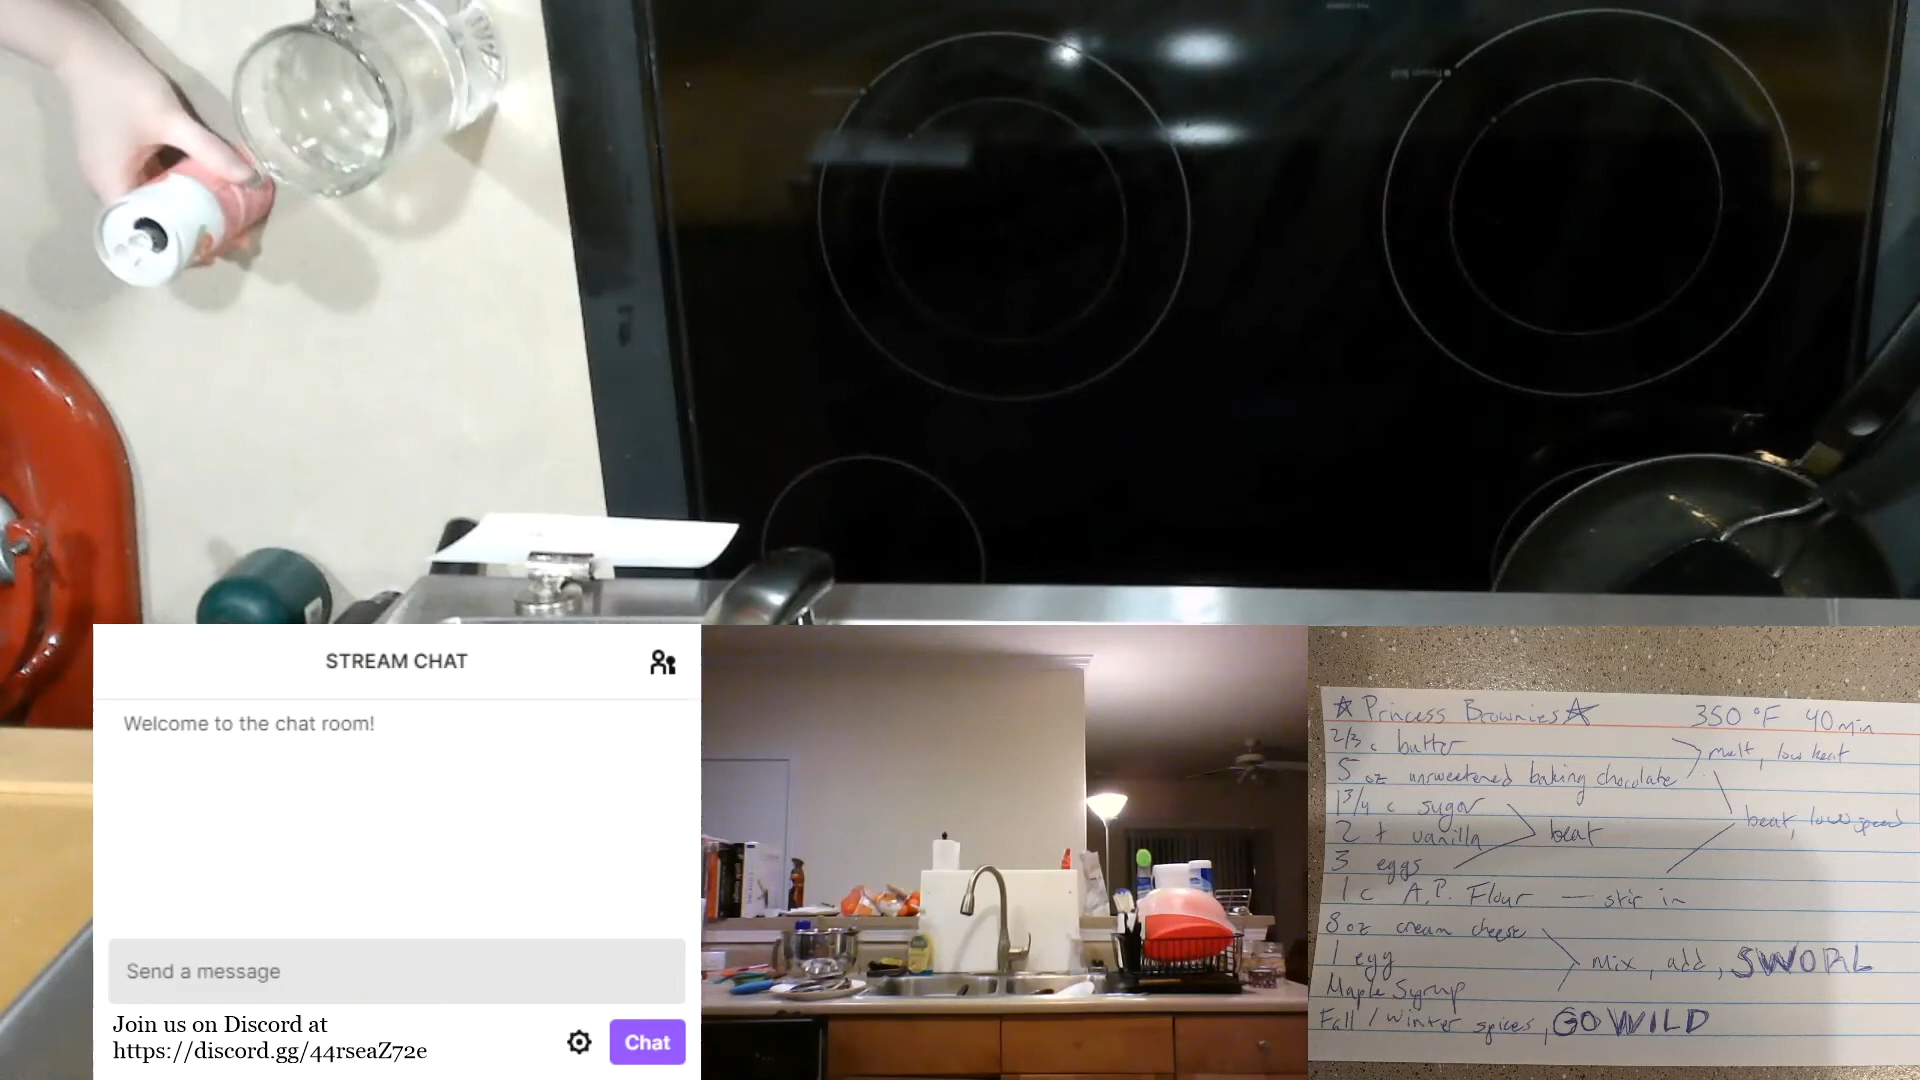 STREAM CHAT
Welcome to the chat room!
Send a message
Join us on Discord at
https://discord.gg/44rseaZ72e
Chat
☆ Princess Brownies ☆ 350 °F 40 min
2/3 c butter
melt, low heat
5 oz unsweetened baking chocolate
1 3/4 c sugar
beat, low speed
2 t vanilla
beat
3 eggs
1 c A.P. Flour — stir in
8 oz cream cheese
1 egg
mix, add, SWORL
Maple Syrup
Fall / Winter spices, GO WILD